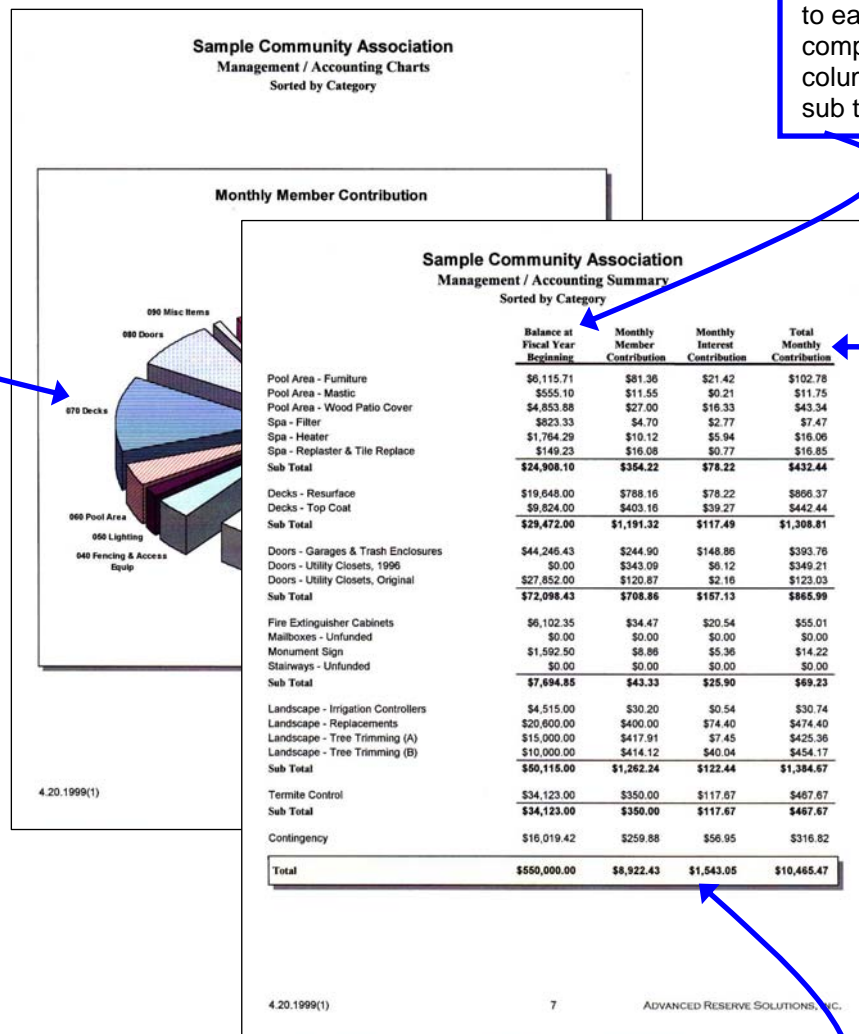 to ea
comp
colur
sub t
Sample Community Association
Management / Accounting Charts
Sorted by Category
Monthly Member Contribution
090 Misc Items
080 Doors
070 Decks
060 Pool Area
050 Lighting
040 Fencing & Access
Equip
4.20.1999(1)
Sample Community Association
Management / Accounting Summary
Sorted by Category
Balance at Fiscal Year Beginning Monthly Member Contribution Monthly Interest Contribution Total Monthly Contribution
Pool Area - Furniture $6,115.71 $81.36 $21.42 $102.78
Pool Area - Mastic $555.10 $11.55 $0.21 $11.75
Pool Area - Wood Patio Cover $4,853.88 $27.00 $16.33 $43.34
Spa - Filter $823.33 $4.70 $2.77 $7.47
Spa - Heater $1,764.29 $10.12 $5.94 $16.06
Spa - Replaster & Tile Replace $149.23 $16.08 $0.77 $16.85
Sub Total $24,908.10 $354.22 $78.22 $432.44
Decks - Resurface $19,648.00 $788.16 $78.22 $866.37
Decks - Top Coat $9,824.00 $403.16 $39.27 $442.44
Sub Total $29,472.00 $1,191.32 $117.49 $1,308.81
Doors - Garages & Trash Enclosures $44,246.43 $244.90 $148.86 $393.76
Doors - Utility Closets, 1996 $0.00 $343.09 $6.12 $349.21
Doors - Utility Closets, Original $27,852.00 $120.87 $2.16 $123.03
Sub Total $72,098.43 $708.86 $157.13 $865.99
Fire Extinguisher Cabinets $6,102.35 $34.47 $20.54 $55.01
Mailboxes - Unfunded $0.00 $0.00 $0.00 $0.00
Monument Sign $1,592.50 $8.86 $5.36 $14.22
Stairways - Unfunded $0.00 $0.00 $0.00 $0.00
Sub Total $7,694.85 $43.33 $25.90 $69.23
Landscape - Irrigation Controllers $4,515.00 $30.20 $0.54 $30.74
Landscape - Replacements $20,600.00 $400.00 $74.40 $474.40
Landscape - Tree Trimming (A) $15,000.00 $417.91 $7.45 $425.36
Landscape - Tree Trimming (B) $10,000.00 $414.12 $40.04 $454.17
Sub Total $50,115.00 $1,262.24 $122.44 $1,384.67
Termite Control $34,123.00 $350.00 $117.67 $467.67
Sub Total $34,123.00 $350.00 $117.67 $467.67
Contingency $16,019.42 $259.88 $56.95 $316.82
Total $550,000.00 $8,922.43 $1,543.05 $10,465.47
4.20.1999(1) 7 ADVANCED RESERVE SOLUTIONS, INC.